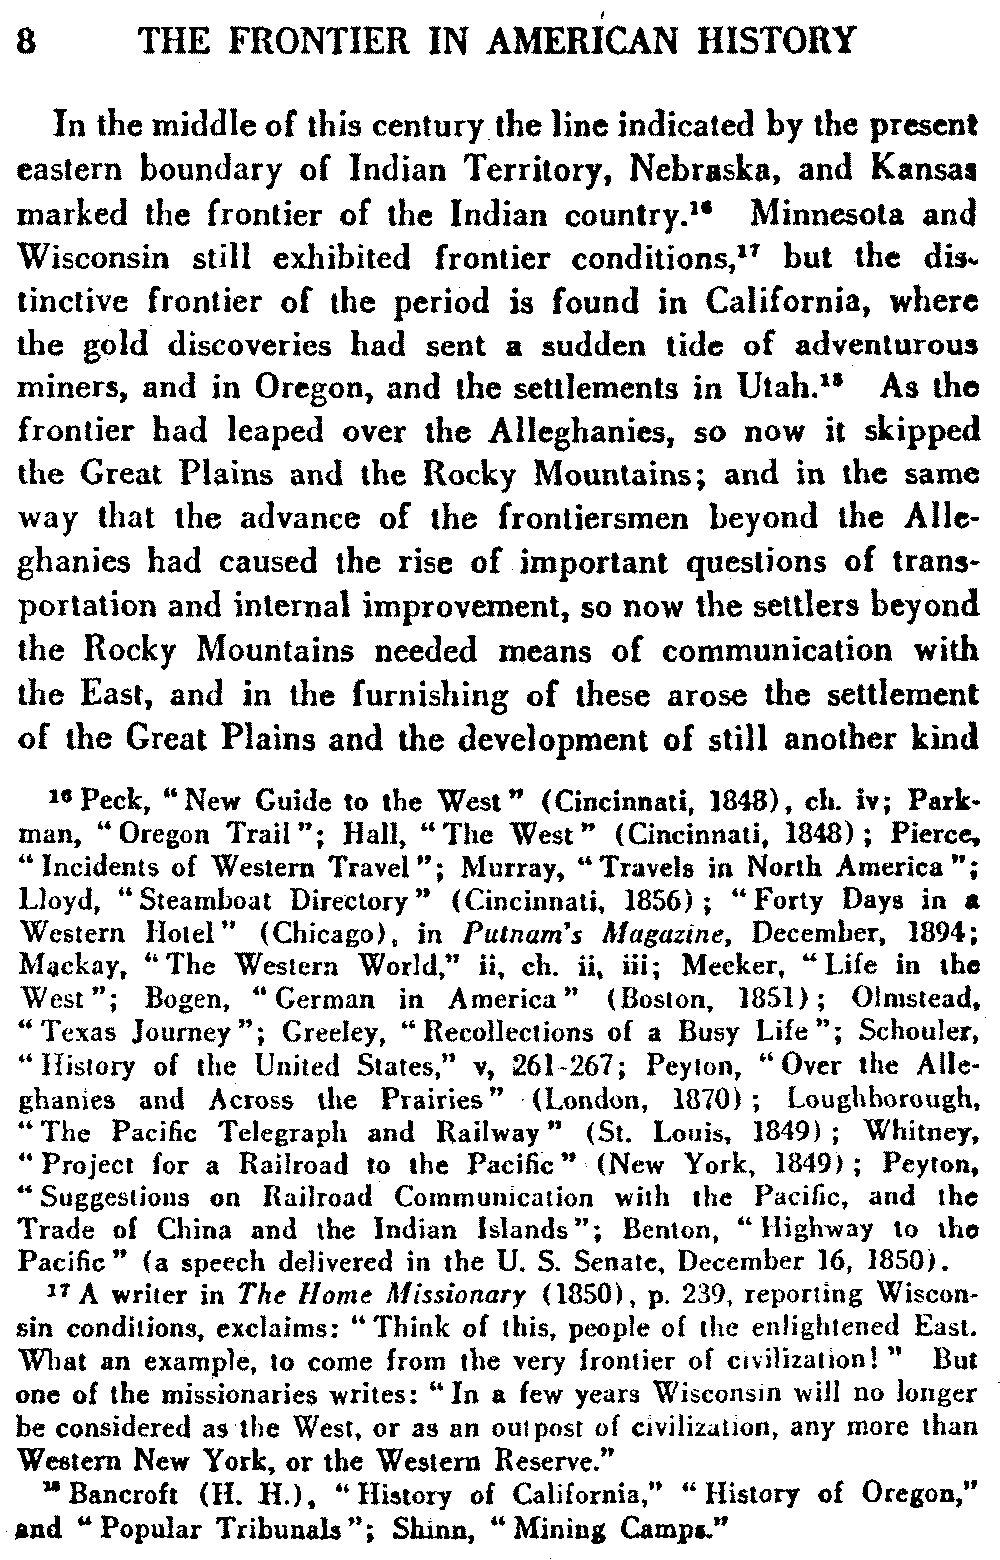 8 THE FRONTIER IN AMERICAN HISTORY
In the middle of this century the line indicated by the present
eastern boundary of Indian Territory, Nebraska, and Kansas
marked the frontier of the Indian country.¹⁶ Minnesota and
Wisconsin still exhibited frontier conditions,¹⁷ but the dis-
tinctive frontier of the period is found in California, where
the gold discoveries had sent a sudden tide of adventurous
miners, and in Oregon, and the settlements in Utah.¹⁸ As the
frontier had leaped over the Alleghanies, so now it skipped
the Great Plains and the Rocky Mountains; and in the same
way that the advance of the frontiersmen beyond the Alle-
ghanies had caused the rise of important questions of trans-
portation and internal improvement, so now the settlers beyond
the Rocky Mountains needed means of communication with
the East, and in the furnishing of these arose the settlement
of the Great Plains and the development of still another kind
¹⁶ Peck, "New Guide to the West" (Cincinnati, 1848), ch. iv; Park-
man, "Oregon Trail"; Hall, "The West" (Cincinnati, 1848); Pierce,
"Incidents of Western Travel"; Murray, "Travels in North America";
Lloyd, "Steamboat Directory" (Cincinnati, 1856); "Forty Days in a
Western Hotel" (Chicago), in Putnam's Magazine, December, 1894;
Mackay, "The Western World," ii, ch. ii, iii; Meeker, "Life in the
West"; Bogen, "German in America" (Boston, 1851); Olmstead,
"Texas Journey"; Greeley, "Recollections of a Busy Life"; Schouler,
"History of the United States," v, 261-267; Peyton, "Over the Alle-
ghanies and Across the Prairies" (London, 1870); Loughborough,
"The Pacific Telegraph and Railway" (St. Louis, 1849); Whitney,
"Project for a Railroad to the Pacific" (New York, 1849); Peyton,
"Suggestions on Railroad Communication with the Pacific, and the
Trade of China and the Indian Islands"; Benton, "Highway to the
Pacific" (a speech delivered in the U. S. Senate, December 16, 1850).
¹⁷ A writer in The Home Missionary (1850), p. 239, reporting Wiscon-
sin conditions, exclaims: "Think of this, people of the enlightened East.
What an example, to come from the very frontier of civilization!" But
one of the missionaries writes: "In a few years Wisconsin will no longer
be considered as the West, or as an outpost of civilization, any more than
Western New York, or the Western Reserve."
¹⁸ Bancroft (H. H.), "History of California," "History of Oregon,"
and "Popular Tribunals"; Shinn, "Mining Camps."